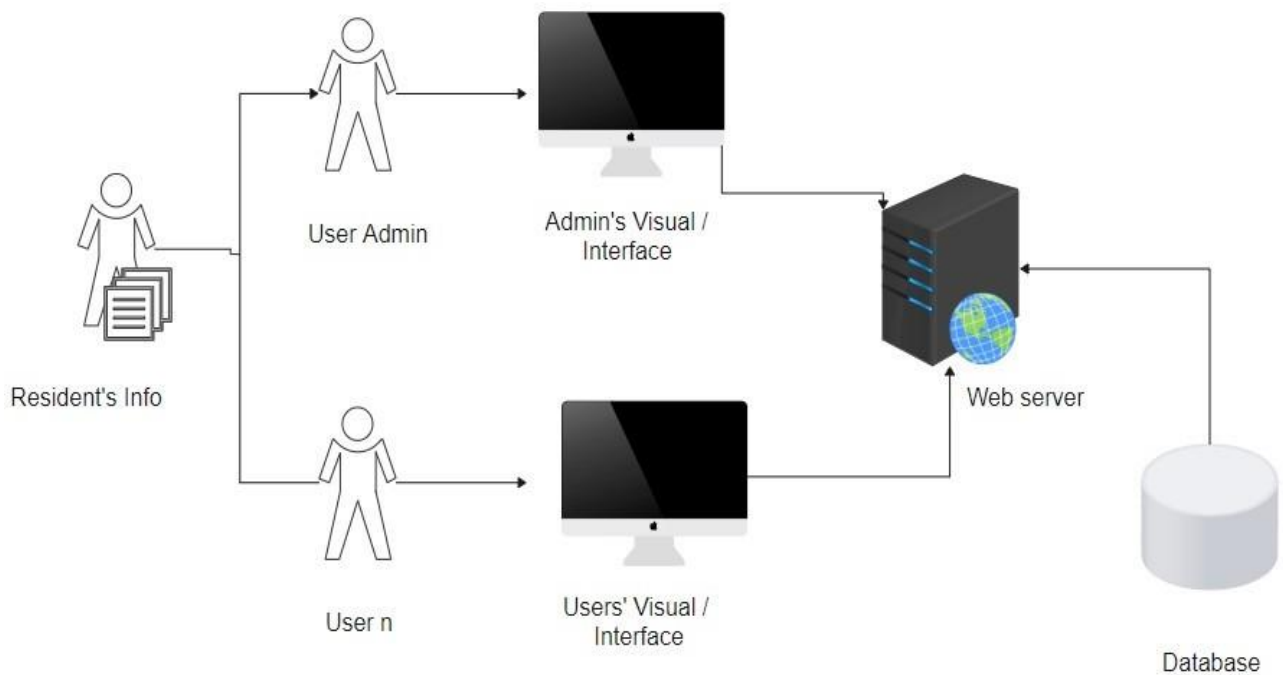 User Admin
Admin's Visual /
Interface
Resident's Info
Web server
User n
Users' Visual /
Interface
Database